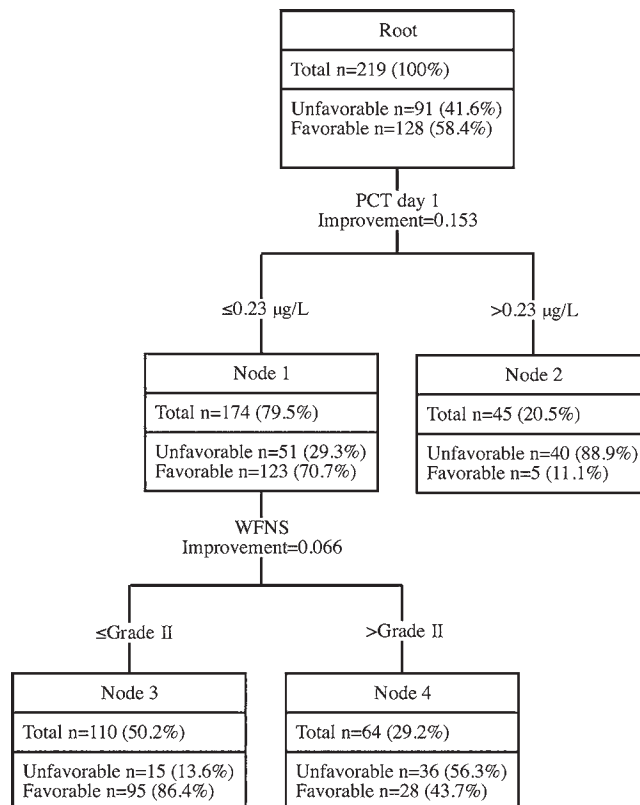 Root
Total n=219 (100%)
Unfavorable n=91 (41.6%)
Favorable n=128 (58.4%)
PCT day 1
Improvement=0.153
≤0.23 μg/L
>0.23 μg/L
Node 1
Total n=174 (79.5%)
Unfavorable n=51 (29.3%)
Favorable n=123 (70.7%)
Node 2
Total n=45 (20.5%)
Unfavorable n=40 (88.9%)
Favorable n=5 (11.1%)
WFNS
Improvement=0.066
≤Grade II
>Grade II
Node 3
Total n=110 (50.2%)
Unfavorable n=15 (13.6%)
Favorable n=95 (86.4%)
Node 4
Total n=64 (29.2%)
Unfavorable n=36 (56.3%)
Favorable n=28 (43.7%)